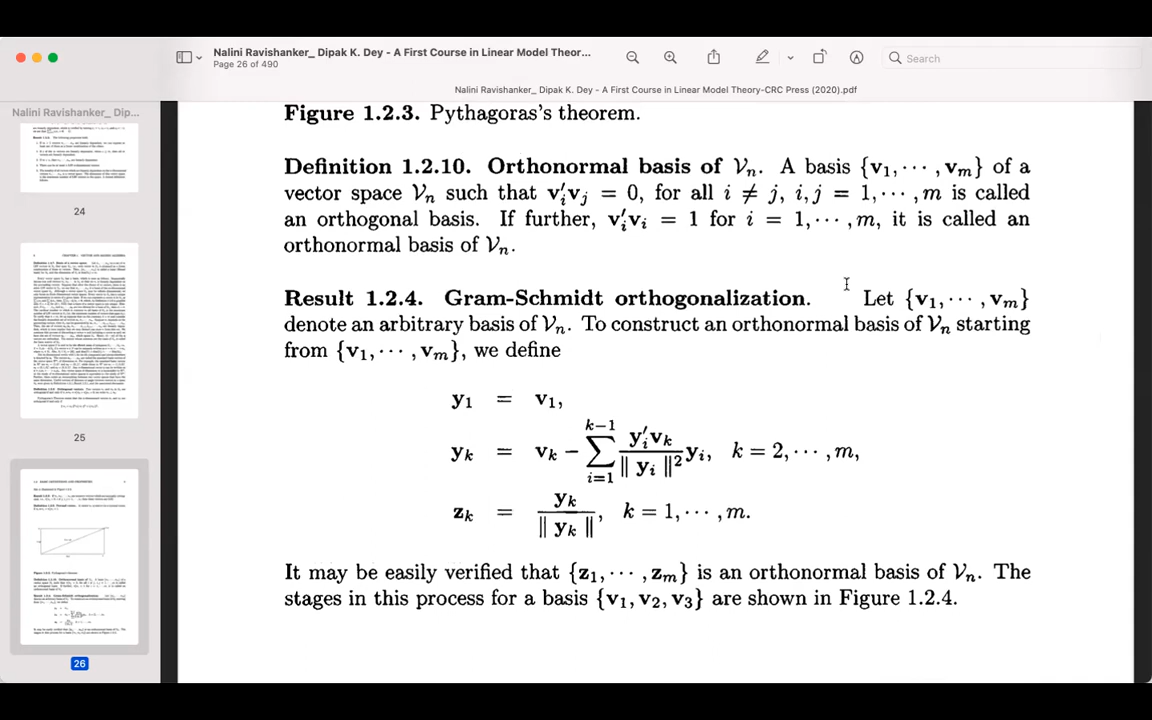 Nalini Ravishanker_ Dipak K. Dey - A First Course in Linear Model Theor...
Page 26 of 490
Search
Nalini Ravishanker_ Dipak K. Dey - A First Course in Linear Model Theory-CRC Press (2020).pdf
Nalini Ravishanker_ Dip...
24
25
26
Figure 1.2.3. Pythagoras's theorem.
Definition 1.2.10. Orthonormal basis of 𝒱ₙ. A basis {v₁, ⋯ , vₘ} of a
vector space 𝒱ₙ such that v′ᵢvⱼ = 0, for all i ≠ j, i, j = 1, ⋯ , m is called
an orthogonal basis. If further, v′ᵢvᵢ = 1 for i = 1, ⋯ , m, it is called an
orthonormal basis of 𝒱ₙ.
Result 1.2.4. Gram-Schmidt orthogonalization. Let {v₁, ⋯ , vₘ}
denote an arbitrary basis of 𝒱ₙ. To construct an orthonormal basis of 𝒱ₙ starting
from {v₁, ⋯ , vₘ}, we define
y₁ = v₁,
yₖ = vₖ − ∑_{i=1}^{k−1} (y′ᵢvₖ / ‖ yᵢ ‖²) yᵢ, k = 2, ⋯ , m,
zₖ = yₖ / ‖ yₖ ‖, k = 1, ⋯ , m.
It may be easily verified that {z₁, ⋯ , zₘ} is an orthonormal basis of 𝒱ₙ. The
stages in this process for a basis {v₁, v₂, v₃} are shown in Figure 1.2.4.